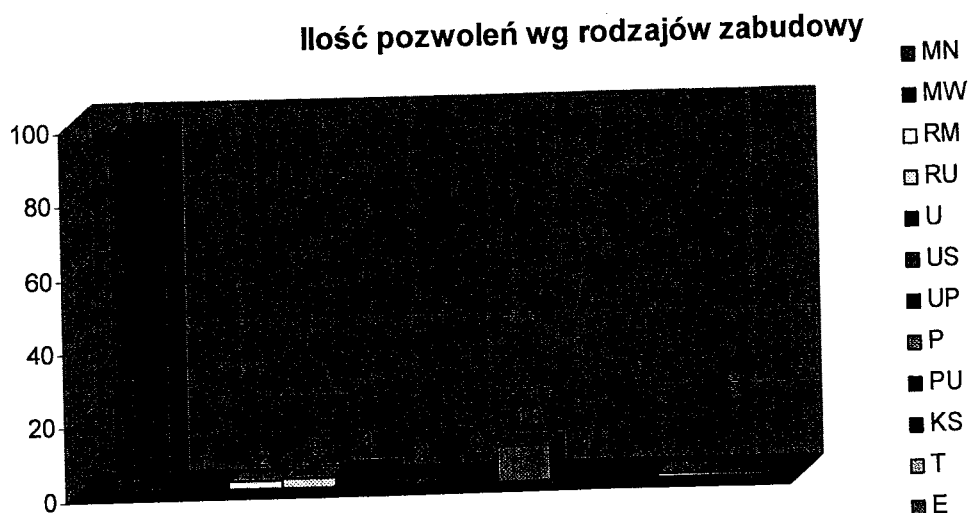 Ilość pozwoleń wg rodzajów zabudowy
100
80
60
40
20
0
MN
MW
RM
RU
U
US
UP
P
PU
KS
T
E